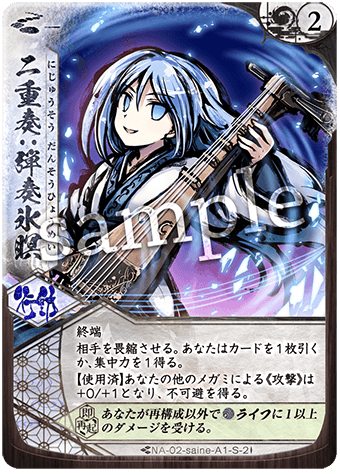 2
二重奏:弾奏氷瞑
にじゅうそう だんそうひょうめい
sample
行動
終端
相手を畏縮させる。あなたはカードを1枚引く
か、集中力を1得る。
【使用済】あなたの他のメガミによる《攻撃》は
+0/+1となり、不可避を得る。
即再起 あなたが再構成以外でライフに1以上
のダメージを受ける。
NA-02-saine-A1-S-2